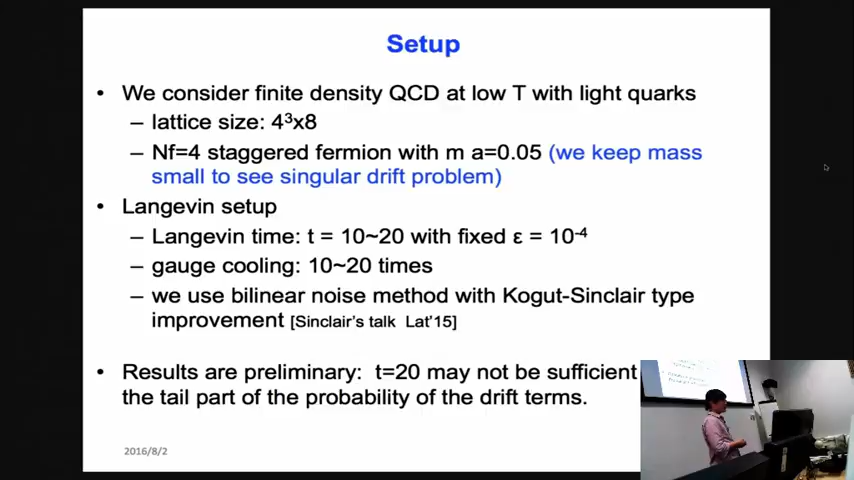 Setup
• We consider finite density QCD at low T with light quarks
– lattice size: 4³x8
– Nf=4 staggered fermion with m a=0.05 (we keep mass
small to see singular drift problem)
• Langevin setup
– Langevin time: t = 10~20 with fixed ε = 10⁻⁴
– gauge cooling: 10~20 times
– we use bilinear noise method with Kogut-Sinclair type
improvement [Sinclair's talk Lat'15]
• Results are preliminary: t=20 may not be sufficient
the tail part of the probability of the drift terms.
2016/8/2